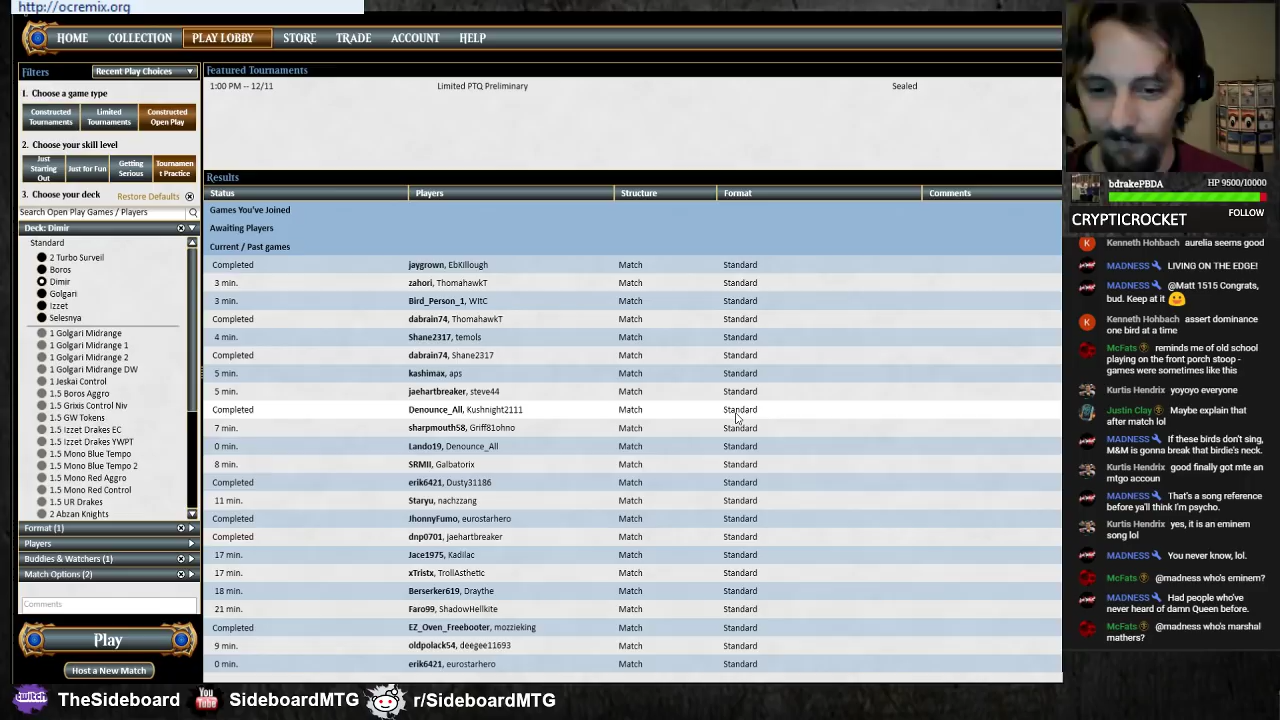 http://ocremix.org
HOME COLLECTION PLAY LOBBY STORE TRADE ACCOUNT HELP
Filters Recent Play Choices
1. Choose a game type
Constructed Tournaments
Limited Tournaments
Constructed Open Play
2. Choose your skill level
Just Starting Out
Just for Fun
Getting Serious
Tournament Practice
3. Choose your deck Restore Defaults
Search Open Play Games / Players
Deck: Dimir
Standard
2 Turbo Surveil
Boros
Dimir
Golgari
Izzet
Selesnya
1 Golgari Midrange
1 Golgari Midrange 1
1 Golgari Midrange 2
1 Golgari Midrange DW
1 Jeskai Control
1.5 Boros Aggro
1.5 Grixis Control Niv
1.5 GW Tokens
1.5 Izzet Drakes EC
1.5 Izzet Drakes YWPT
1.5 Mono Blue Tempo
1.5 Mono Blue Tempo 2
1.5 Mono Red Aggro
1.5 Mono Red Control
1.5 UR Drakes
2 Abzan Knights
Format (1)
Players
Buddies & Watchers (1)
Match Options (2)
Comments
Play
Host a New Match
Featured Tournaments
1:00 PM -- 12/11 Limited PTQ Preliminary Sealed
Results
Status Players Structure Format Comments
Games You've Joined
Awaiting Players
Current / Past games
Completed jaygrown, EbKillough Match Standard
3 min. zahori, ThomahawkT Match Standard
3 min. Bird_Person_1, WItC Match Standard
Completed dabrain74, ThomahawkT Match Standard
4 min. Shane2317, temols Match Standard
Completed dabrain74, Shane2317 Match Standard
5 min. kashimax, aps Match Standard
5 min. jaehartbreaker, steve44 Match Standard
Completed Denounce_All, Kushnight2111 Match Standard
7 min. sharpmouth58, Griff81ohno Match Standard
0 min. Lando19, Denounce_All Match Standard
8 min. SRMII, Galbatorix Match Standard
Completed erik6421, Dusty31186 Match Standard
11 min. Staryu, nachzzang Match Standard
Completed JhonnyFumo, eurostarhero Match Standard
Completed dnp0701, jaehartbreaker Match Standard
17 min. Jace1975, Kadilac Match Standard
17 min. xTristx, TrollAsthetic Match Standard
18 min. Berserker619, Draythe Match Standard
21 min. Faro99, ShadowHellkite Match Standard
Completed EZ_Oven_Freebooter, mozzieking Match Standard
9 min. oldpolack54, deegee11693 Match Standard
0 min. erik6421, eurostarhero Match Standard
bdrakePBDA HP 9500/10000
CRYPTICROCKET FOLLOW
Kenneth Hohbach aurelia seems good
MADNESS LIVING ON THE EDGE!
MADNESS @Matt 1515 Congrats,
bud. Keep at it
Kenneth Hohbach assert dominance
one bird at a time
McFats reminds me of old school
playing on the front porch stoop -
games were sometimes like this
Kurtis Hendrix yoyoyo everyone
Justin Clay Maybe explain that
after match lol
MADNESS If these birds don't sing,
M&M is gonna break that birdie's neck.
Kurtis Hendrix good finally got mte an
mtgo accoun
MADNESS That's a song reference
before ya'll think I'm psycho.
Kurtis Hendrix yes, it is an eminem
song lol
MADNESS You never know, lol.
McFats @madness who's eminem?
MADNESS Had people who've
never heard of damn Queen before.
McFats @madness who's marshal
mathers?
twitch TheSideboard You Tube SideboardMTG r/SideboardMTG